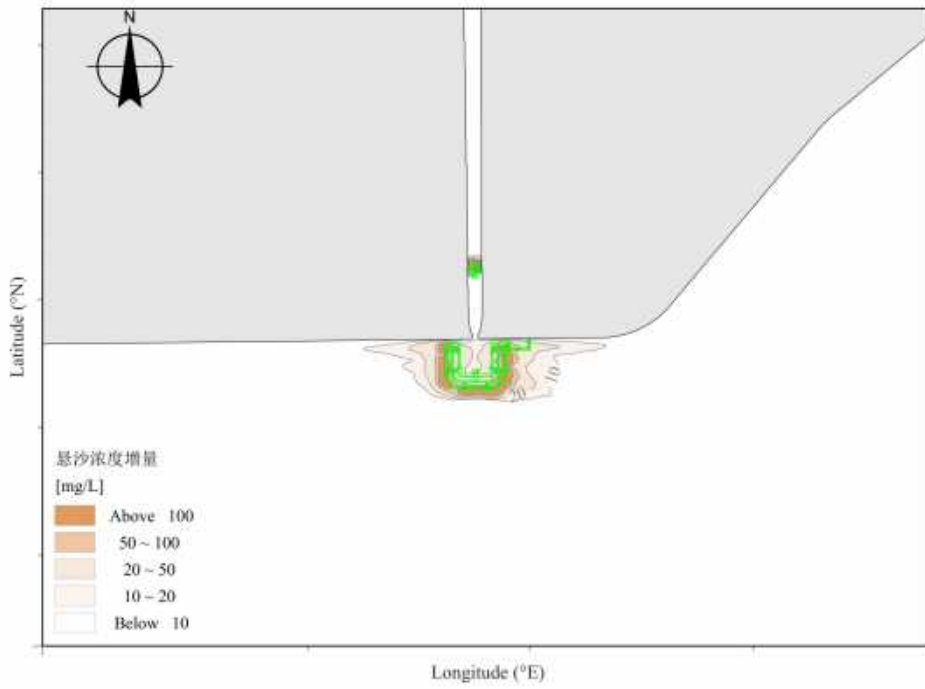 N
Latitude (°N)
10
20
悬沙浓度增量
[mg/L]
Above 100
50 ~ 100
20 ~ 50
10 ~ 20
Below 10
Longitude (°E)